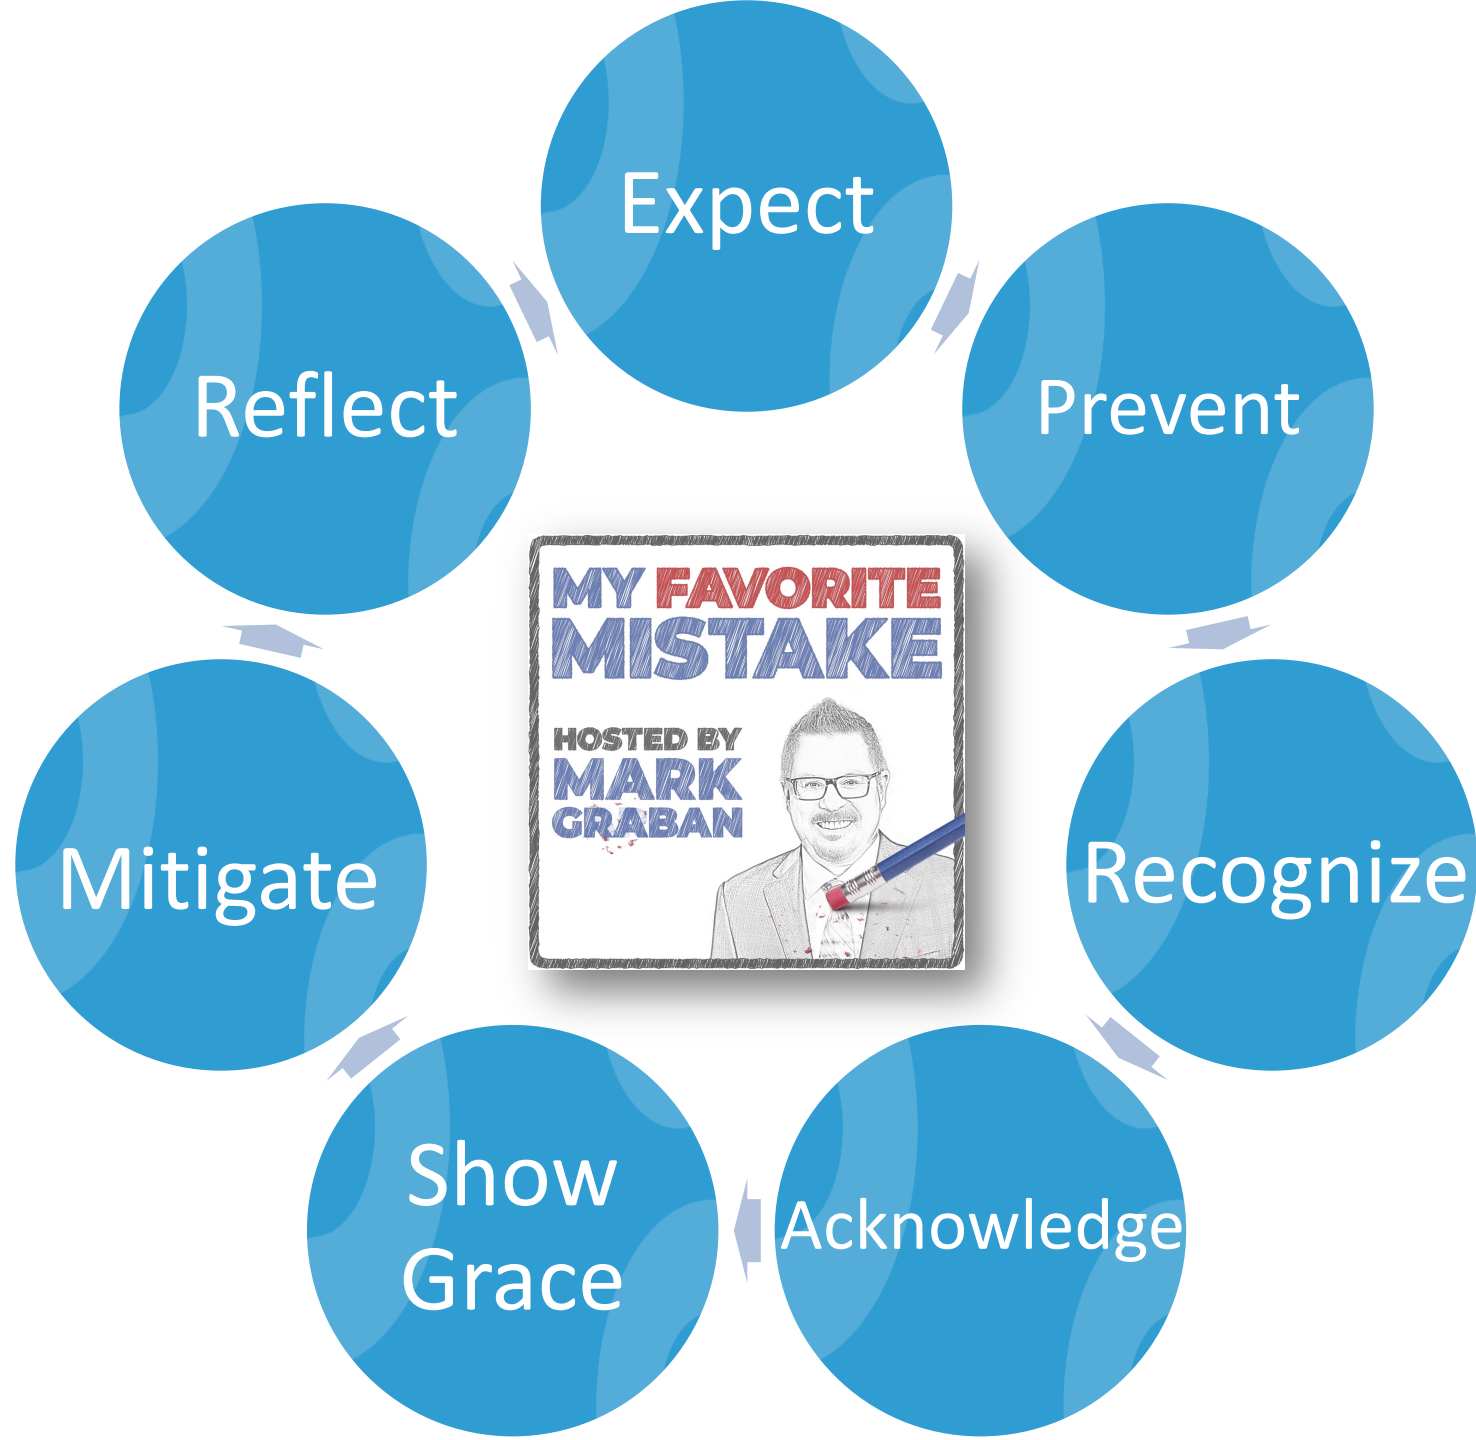 Expect
Prevent
Recognize
Acknowledge
Show
Grace
Mitigate
Reflect
MY FAVORITE
MISTAKE
HOSTED BY
MARK
GRABAN